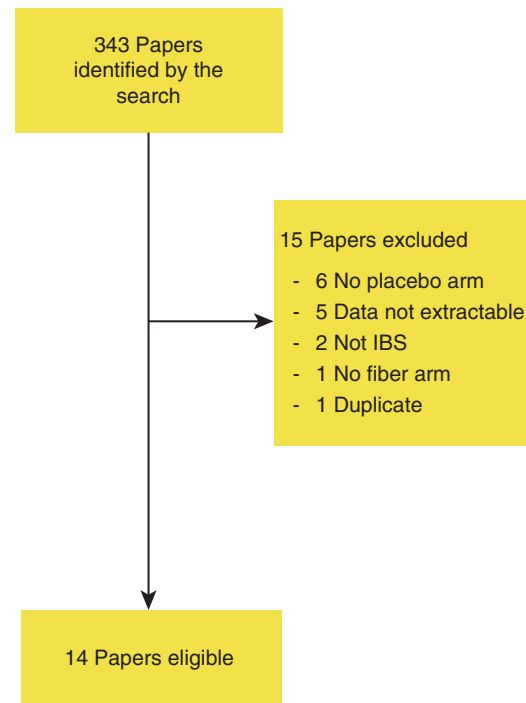 343 Papers
identified by the
search
15 Papers excluded
- 6 No placebo arm
- 5 Data not extractable
- 2 Not IBS
- 1 No fiber arm
- 1 Duplicate
14 Papers eligible